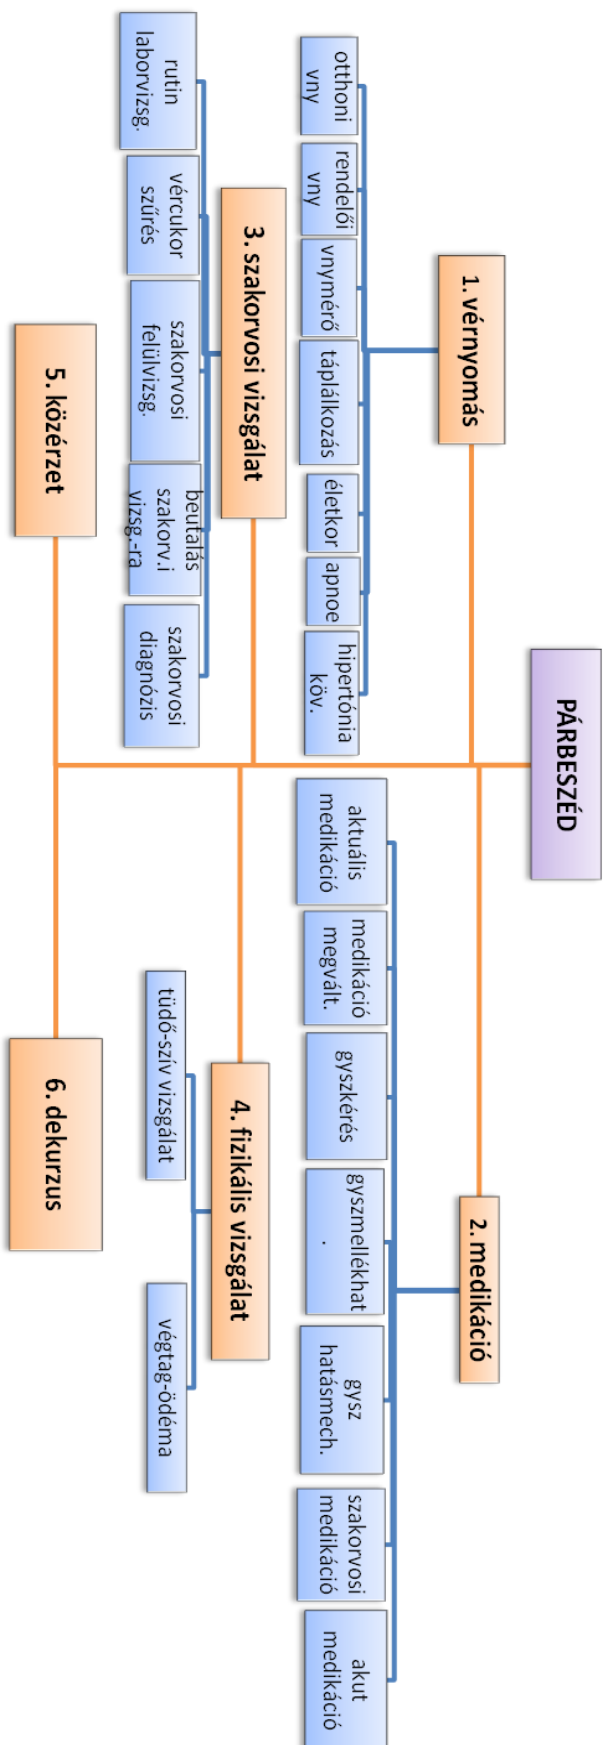 PÁRBESZÉD
1. vérnyomás
otthoni
vny
rendelői
vny
vnymérő
táplálkozás
életkor
apnoe
hipertónia
köv.
2. medikáció
aktuális
medikáció
medikáció
megvált.
gyszkérés
gyszmellékhat
.
gysz
hatásmech.
szakorvosi
medikáció
akut
medikáció
3. szakorvosi vizsgálat
rutin
laborvizsg.
vércukor
szűrés
szakorvosi
felülvizsg.
beutalás
szakorv.i
vizsg.-ra
szakorvosi
diagnózis
4. fizikális vizsgálat
tüdő-szív vizsgálat
végtag-ödéma
5. közérzet
6. dekurzus